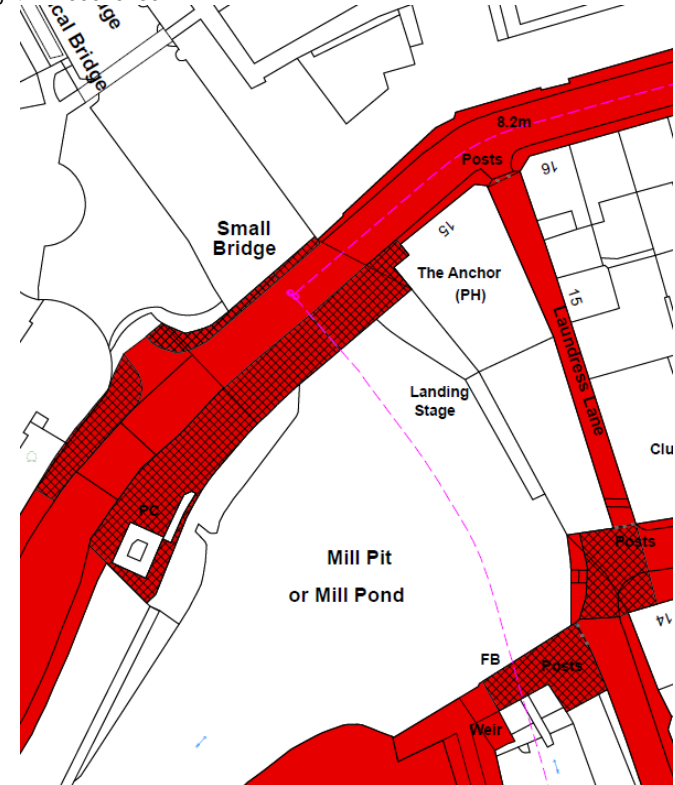 cal Bridge
8.2m
Posts
16
Small
Bridge
15
The Anchor
(PH)
15
Laundress Lane
Landing
Stage
Clu
PC
Posts
Mill Pit
or Mill Pond
14
FB
Posts
Weir